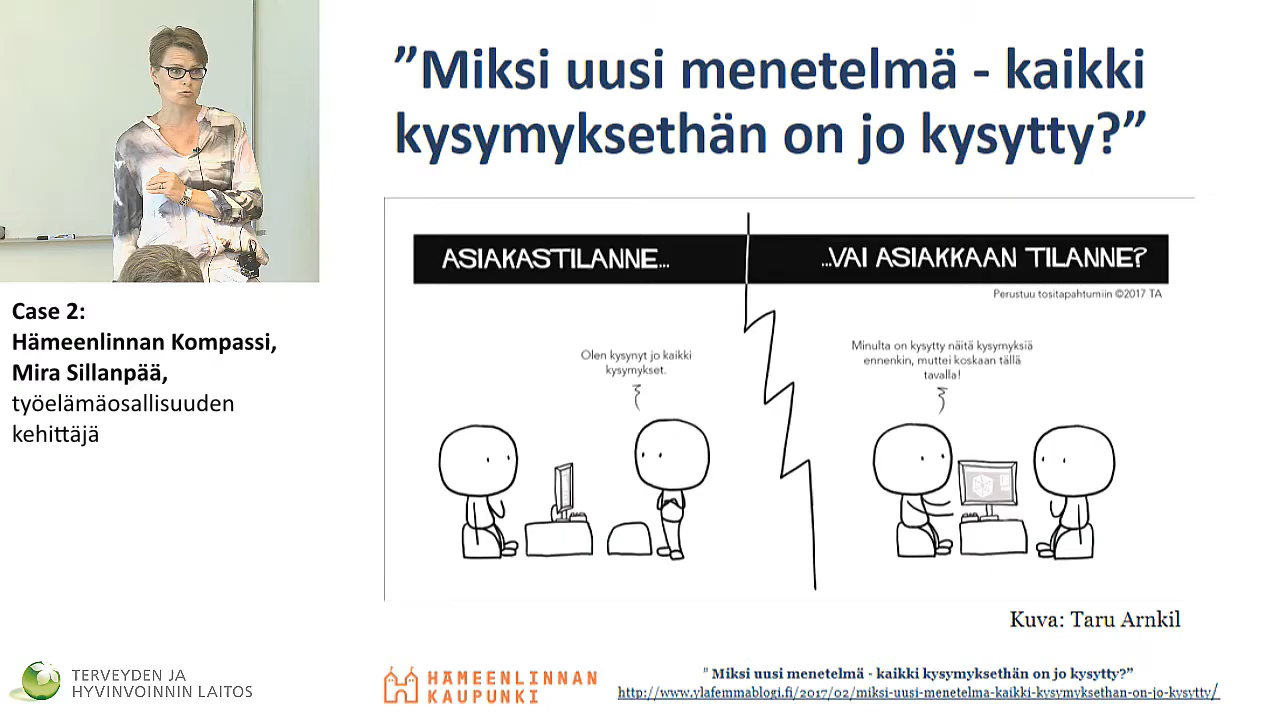 ”Miksi uusi menetelmä - kaikki
kysymyksethän on jo kysytty?”
ASIAKASTILANNE...
...VAI ASIAKKAAN TILANNE?
Perustuu tositapahtumiin ©2017 TA
Olen kysynyt jo kaikki
kysymykset.
Minulta on kysytty näitä kysymyksiä
ennenkin, muttei koskaan tällä
tavalla!
Kuva: Taru Arnkil
Case 2:
Hämeenlinnan Kompassi,
Mira Sillanpää,
työelämäosallisuuden
kehittäjä
TERVEYDEN JA
HYVINVOINNIN LAITOS
HÄMEENLINNAN
KAUPUNKI
” Miksi uusi menetelmä - kaikki kysymyksethän on jo kysytty?”
http://www.ylafemmablogi.fi/2017/02/miksi-uusi-menetelma-kaikki-kysymyksethan-on-jo-kysytty/